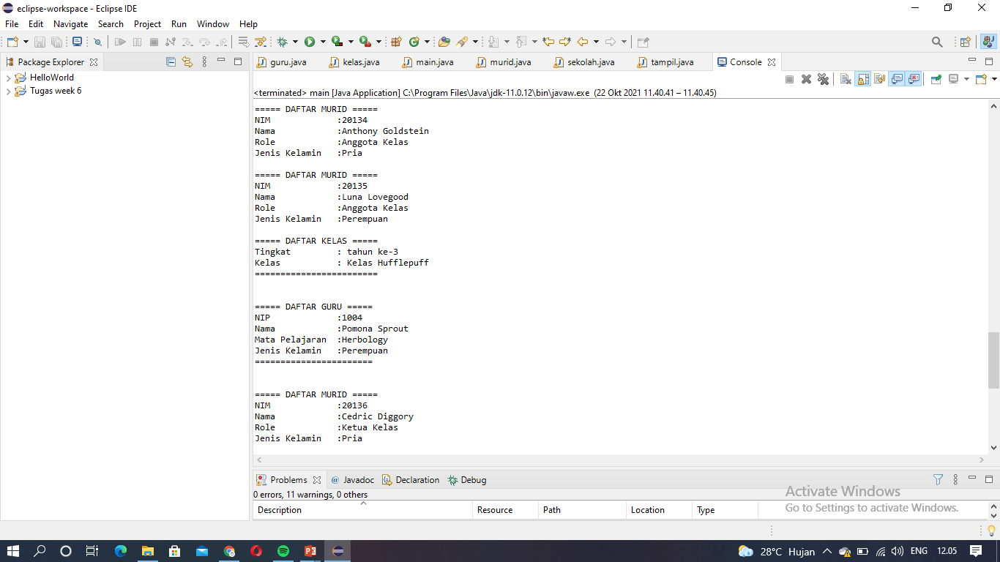 eclipse-workspace - Eclipse IDE
File Edit Navigate Search Project Run Window Help
Package Explorer
guru.java kelas.java main.java murid.java sekolah.java tampil.java Console
HelloWorld
Tugas week 6
<terminated> main [Java Application] C:\Program Files\Java\jdk-11.0.12\bin\javaw.exe (22 Okt 2021 11.40.41 – 11.40.45)
===== DAFTAR MURID =====
NIM :20134
Nama :Anthony Goldstein
Role :Anggota Kelas
Jenis Kelamin :Pria
===== DAFTAR MURID =====
NIM :20135
Nama :Luna Lovegood
Role :Anggota Kelas
Jenis Kelamin :Perempuan
===== DAFTAR KELAS =====
Tingkat : tahun ke-3
Kelas : Kelas Hufflepuff
========================
===== DAFTAR GURU =====
NIP :1004
Nama :Pomona Sprout
Mata Pelajaran :Herbology
Jenis Kelamin :Perempuan
=======================
===== DAFTAR MURID =====
NIM :20136
Nama :Cedric Diggory
Role :Ketua Kelas
Jenis Kelamin :Pria
Problems @ Javadoc Declaration Debug
0 errors, 11 warnings, 0 others
Description Resource Path Location Type
Activate Windows
Go to Settings to activate Windows.
28°C Hujan ENG 12.05